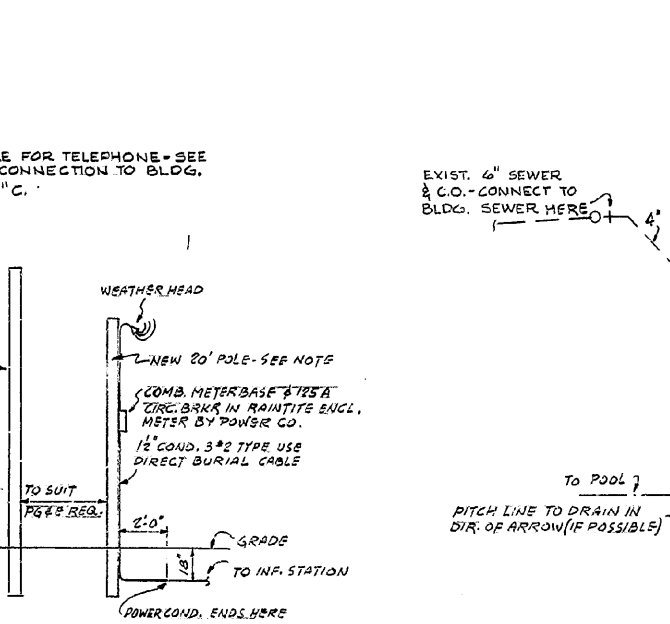 E FOR TELEPHONE-SEE
CONNECTION TO BLDG.
"C.
EXIST. 6" SEWER
& C.O.-CONNECT TO
BLDG. SEWER HERE
4"
WEATHER HEAD
NEW 20' POLE-SEE NOTE
COMB. METERBASE & 125A
CIRC. BRKR IN RAINTITE ENCL,
METER BY POWER CO.
1½" COND. 3#2 TYPE USE
DIRECT BURIAL CABLE
TO SUIT
PG&E REQ.
2'-0"
GRADE
18"
TO INF. STATION
POWER COND. ENDS HERE
TO POOL
PITCH LINE TO DRAIN IN
DIR. OF ARROW (IF POSSIBLE)